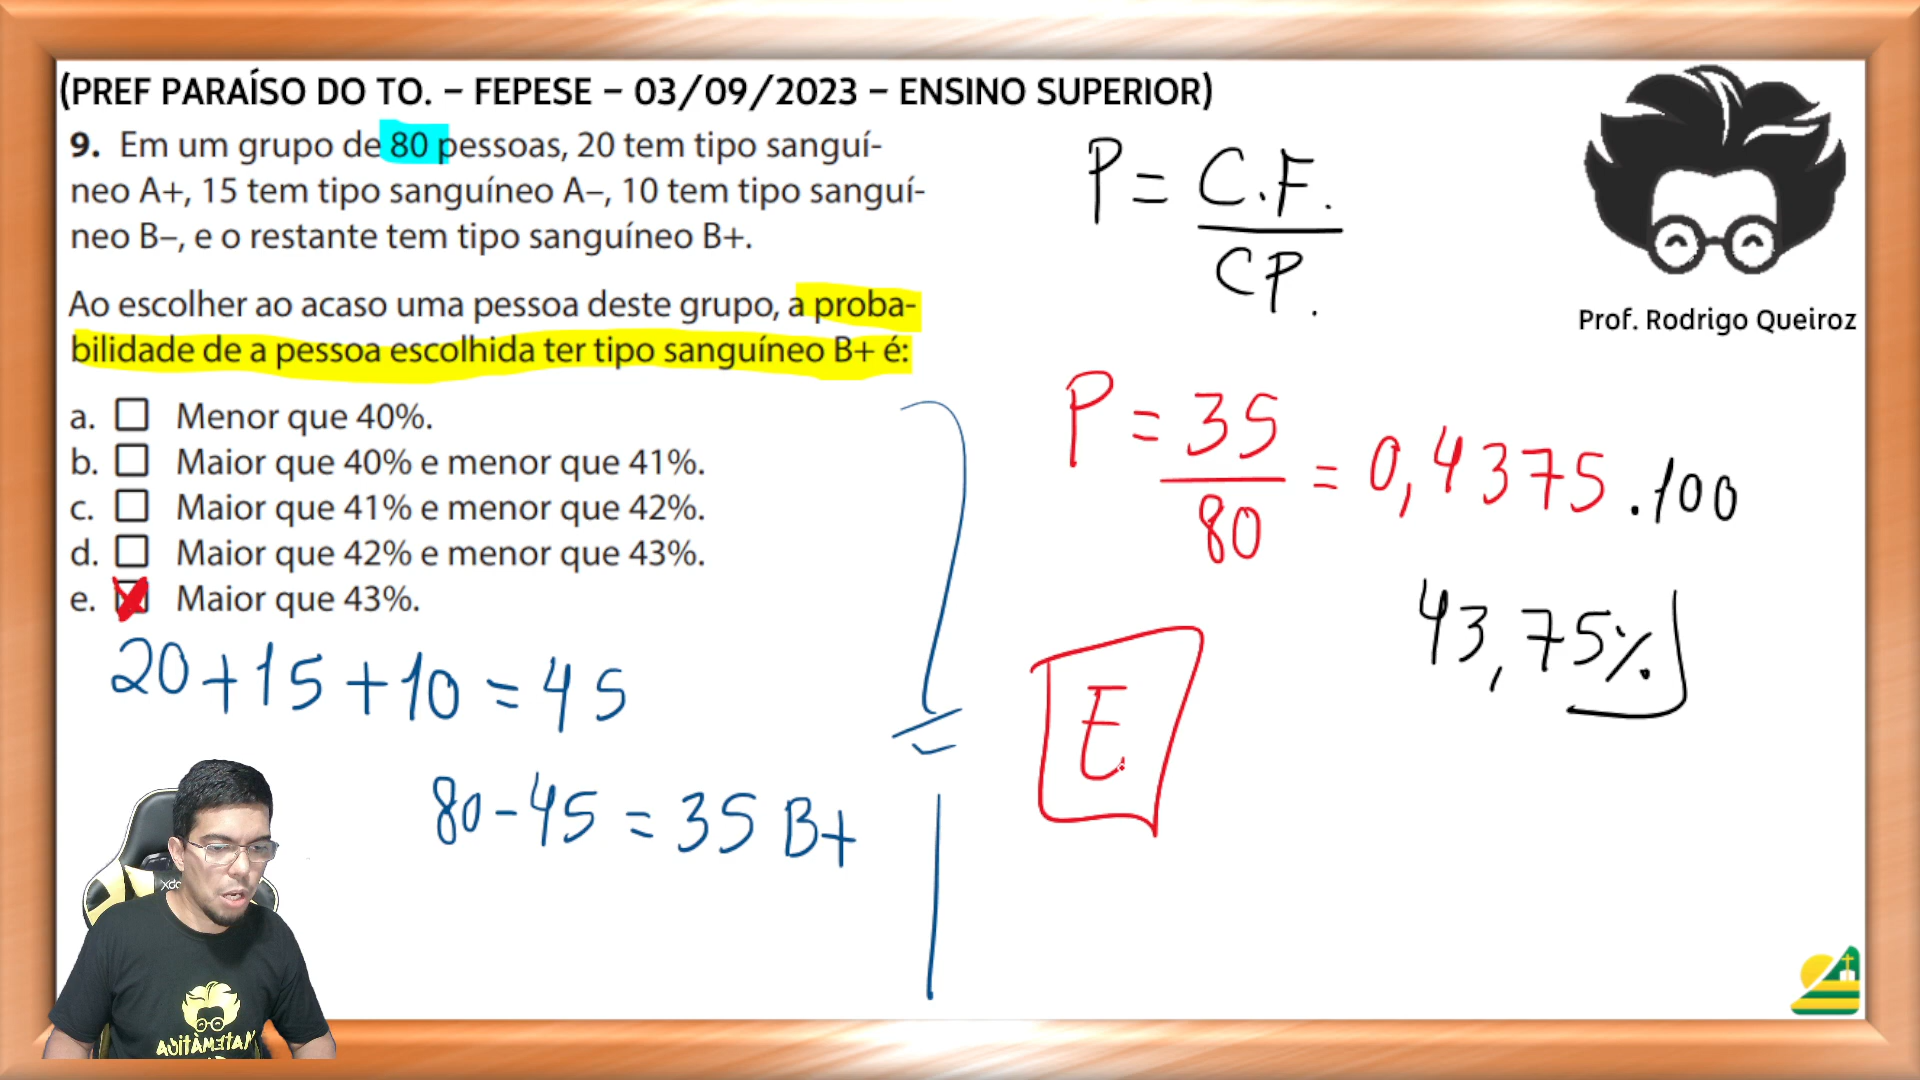 (PREF PARAÍSO DO TO. – FEPESE – 03/09/2023 – ENSINO SUPERIOR)
9. Em um grupo de 80 pessoas, 20 tem tipo sanguí-
neo A+, 15 tem tipo sanguíneo A–, 10 tem tipo sanguí-
neo B–, e o restante tem tipo sanguíneo B+.
Ao escolher ao acaso uma pessoa deste grupo, a proba-
bilidade de a pessoa escolhida ter tipo sanguíneo B+ é:
a. Menor que 40%.
b. Maior que 40% e menor que 41%.
c. Maior que 41% e menor que 42%.
d. Maior que 42% e menor que 43%.
e. Maior que 43%.
20+15+10=45
80-45=35 B+
P = C.F.
CP.
P = 35
80
= 0,4375 .100
43,75%
E
Prof. Rodrigo Queiroz